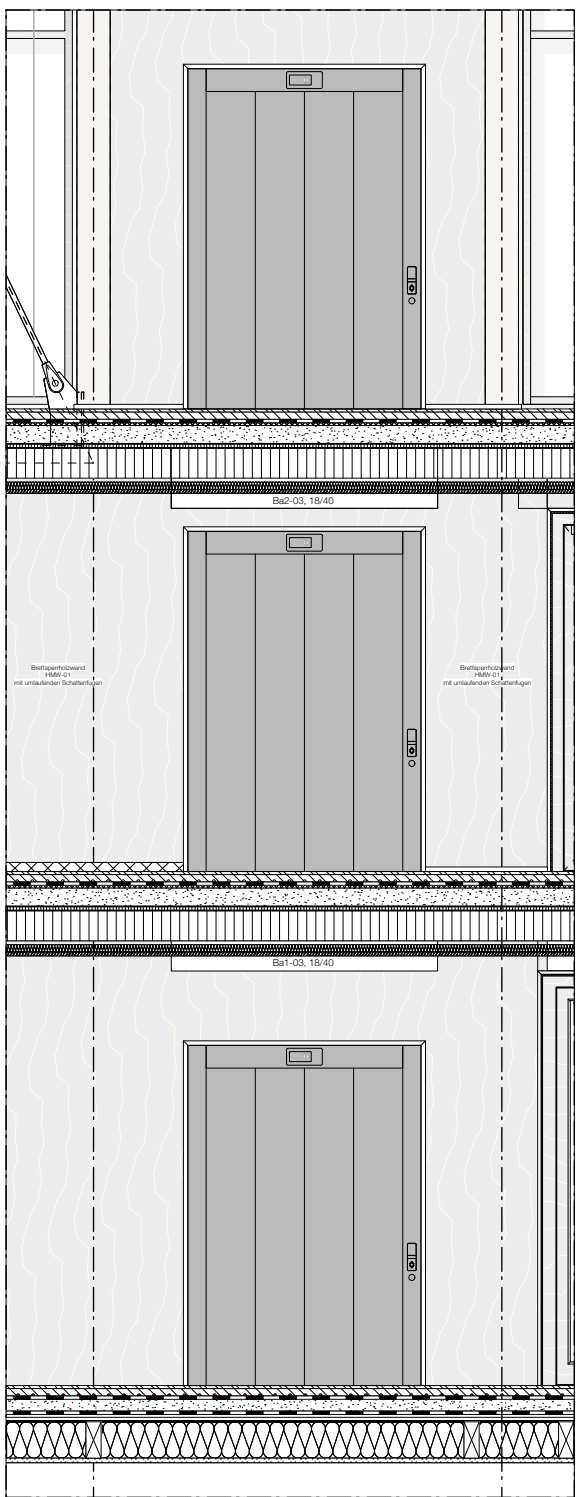 Ba2-03, 18/40
Brettsperrholzwand
HMW-01
mit umlaufenden Schattenfugen
Brettsperrholzwand
HMW-01
mit umlaufenden Schattenfugen
Ba1-03, 18/40